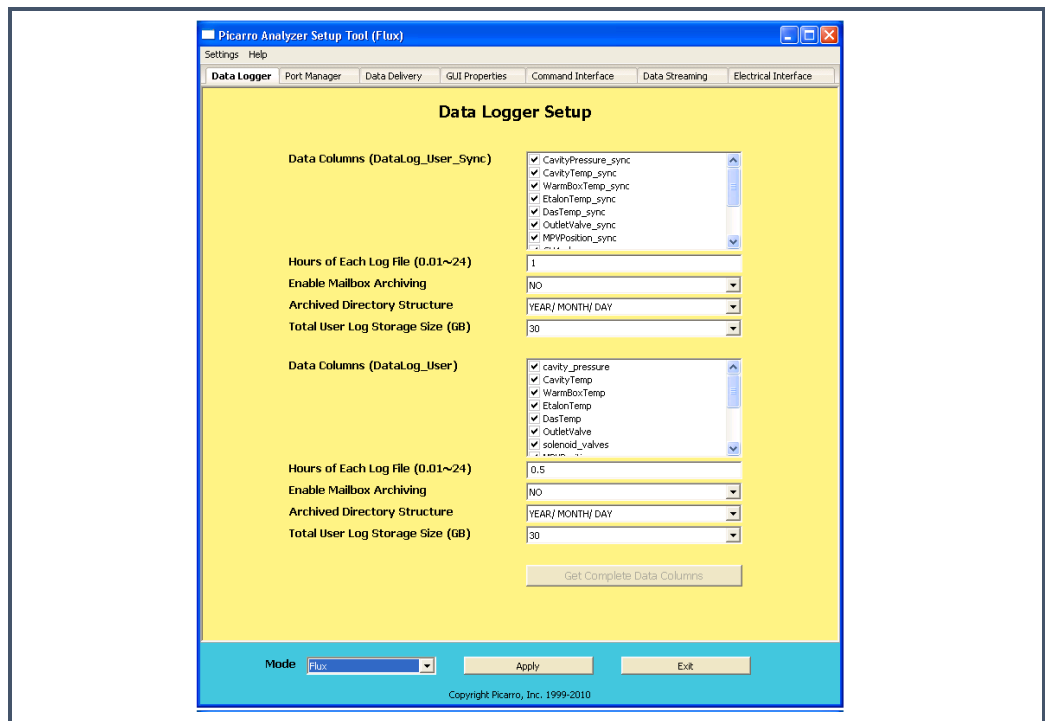 Picarro Analyzer Setup Tool (Flux)
Settings Help
Data Logger Port Manager Data Delivery GUI Properties Command Interface Data Streaming Electrical Interface
Data Logger Setup
Data Columns (DataLog_User_Sync)
CavityPressure_sync
CavityTemp_sync
WarmBoxTemp_sync
EtalonTemp_sync
DasTemp_sync
OutletValve_sync
MPVPosition_sync
Hours of Each Log File (0.01~24) 1
Enable Mailbox Archiving NO
Archived Directory Structure YEAR/ MONTH/ DAY
Total User Log Storage Size (GB) 30
Data Columns (DataLog_User)
cavity_pressure
CavityTemp
WarmBoxTemp
EtalonTemp
DasTemp
OutletValve
solenoid_valves
Hours of Each Log File (0.01~24) 0.5
Enable Mailbox Archiving NO
Archived Directory Structure YEAR/ MONTH/ DAY
Total User Log Storage Size (GB) 30
Get Complete Data Columns
Mode Flux Apply Exit
Copyright Picarro, Inc. 1999-2010